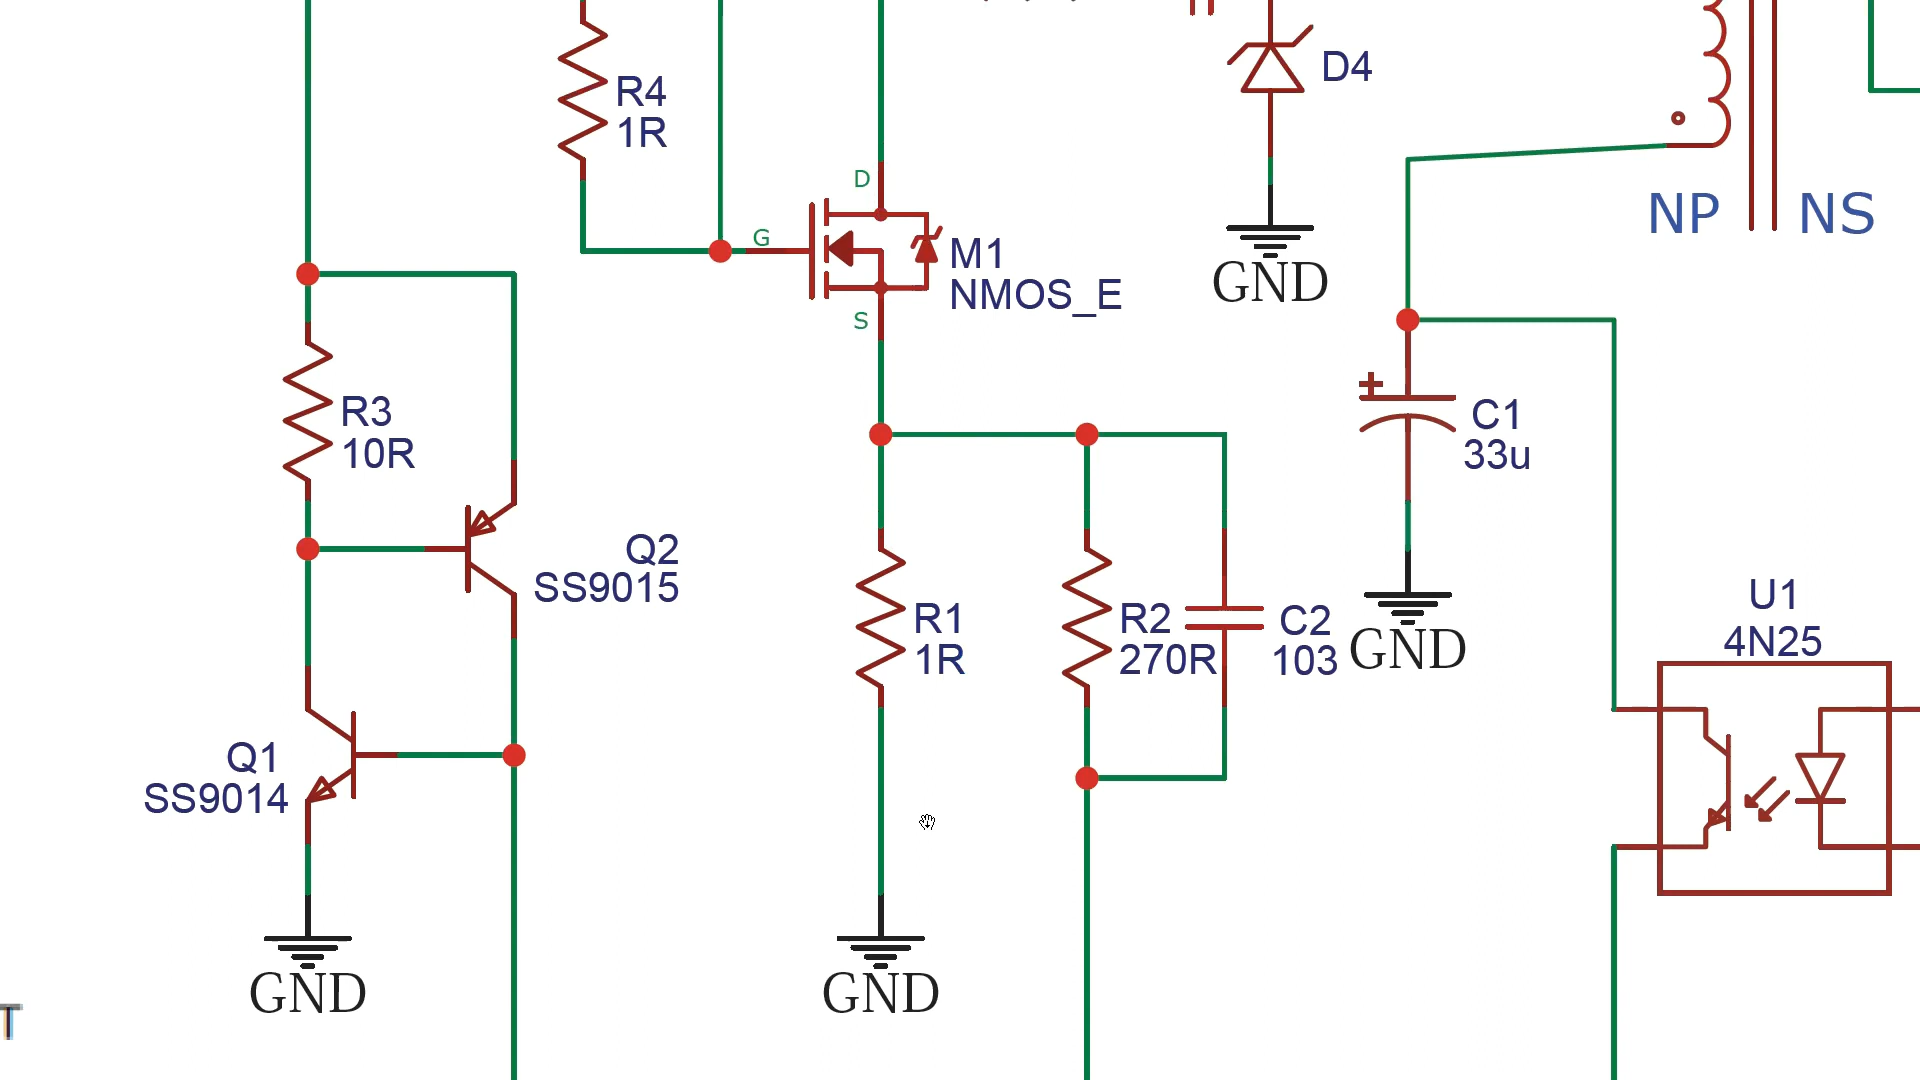 R4
1R
D4
D
G
S
M1
NMOS_E
GND
NP
NS
R3
10R
C1
33u
Q2
SS9015
R1
1R
R2
270R
C2
103
GND
U1
4N25
Q1
SS9014
GND
GND
T